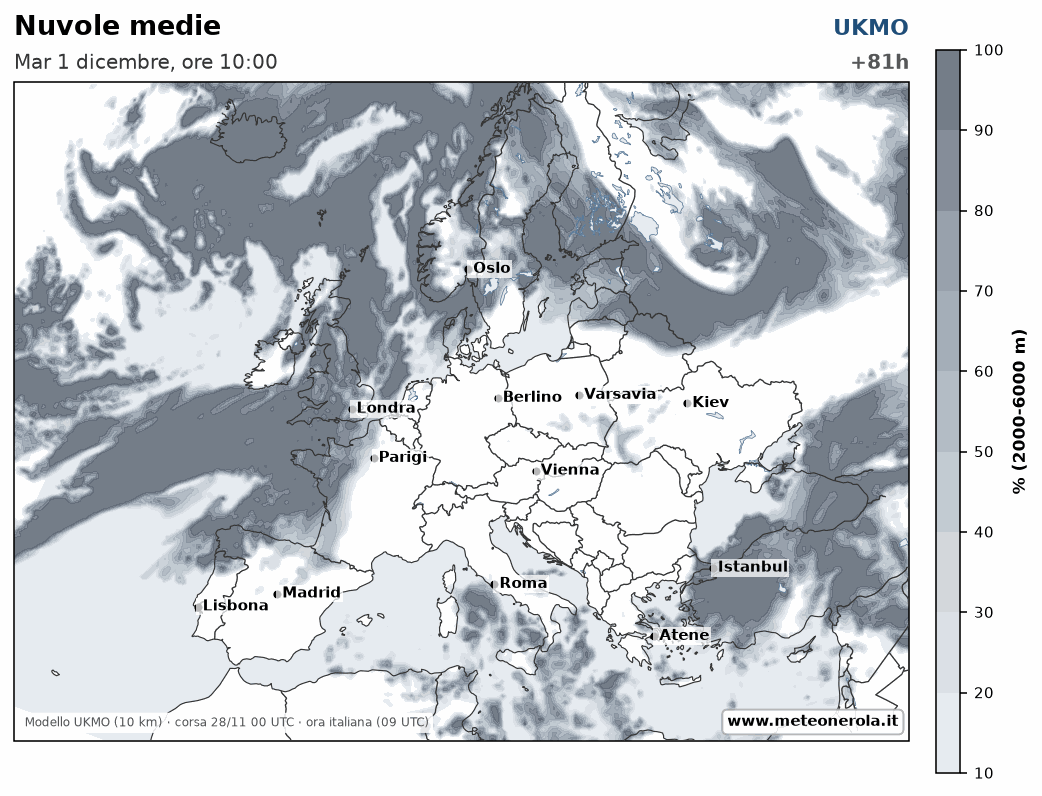 Nuvole medie
UKMO
Mar 1 dicembre, ore 10:00
+81h
100
90
80
70
60
50
40
30
20
10
% (2000-6000 m)
Oslo
Londra
Berlino
Varsavia
Kiev
Parigi
Vienna
Istanbul
Roma
Madrid
Lisbona
Atene
Modello UKMO (10 km) · corsa 28/11 00 UTC · ora italiana (09 UTC)
www.meteonerola.it